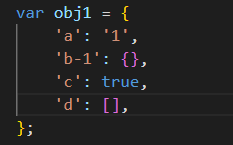 var obj1 = {
    'a': '1',
    'b-1': {},
    'c': true,
    'd': [],
};